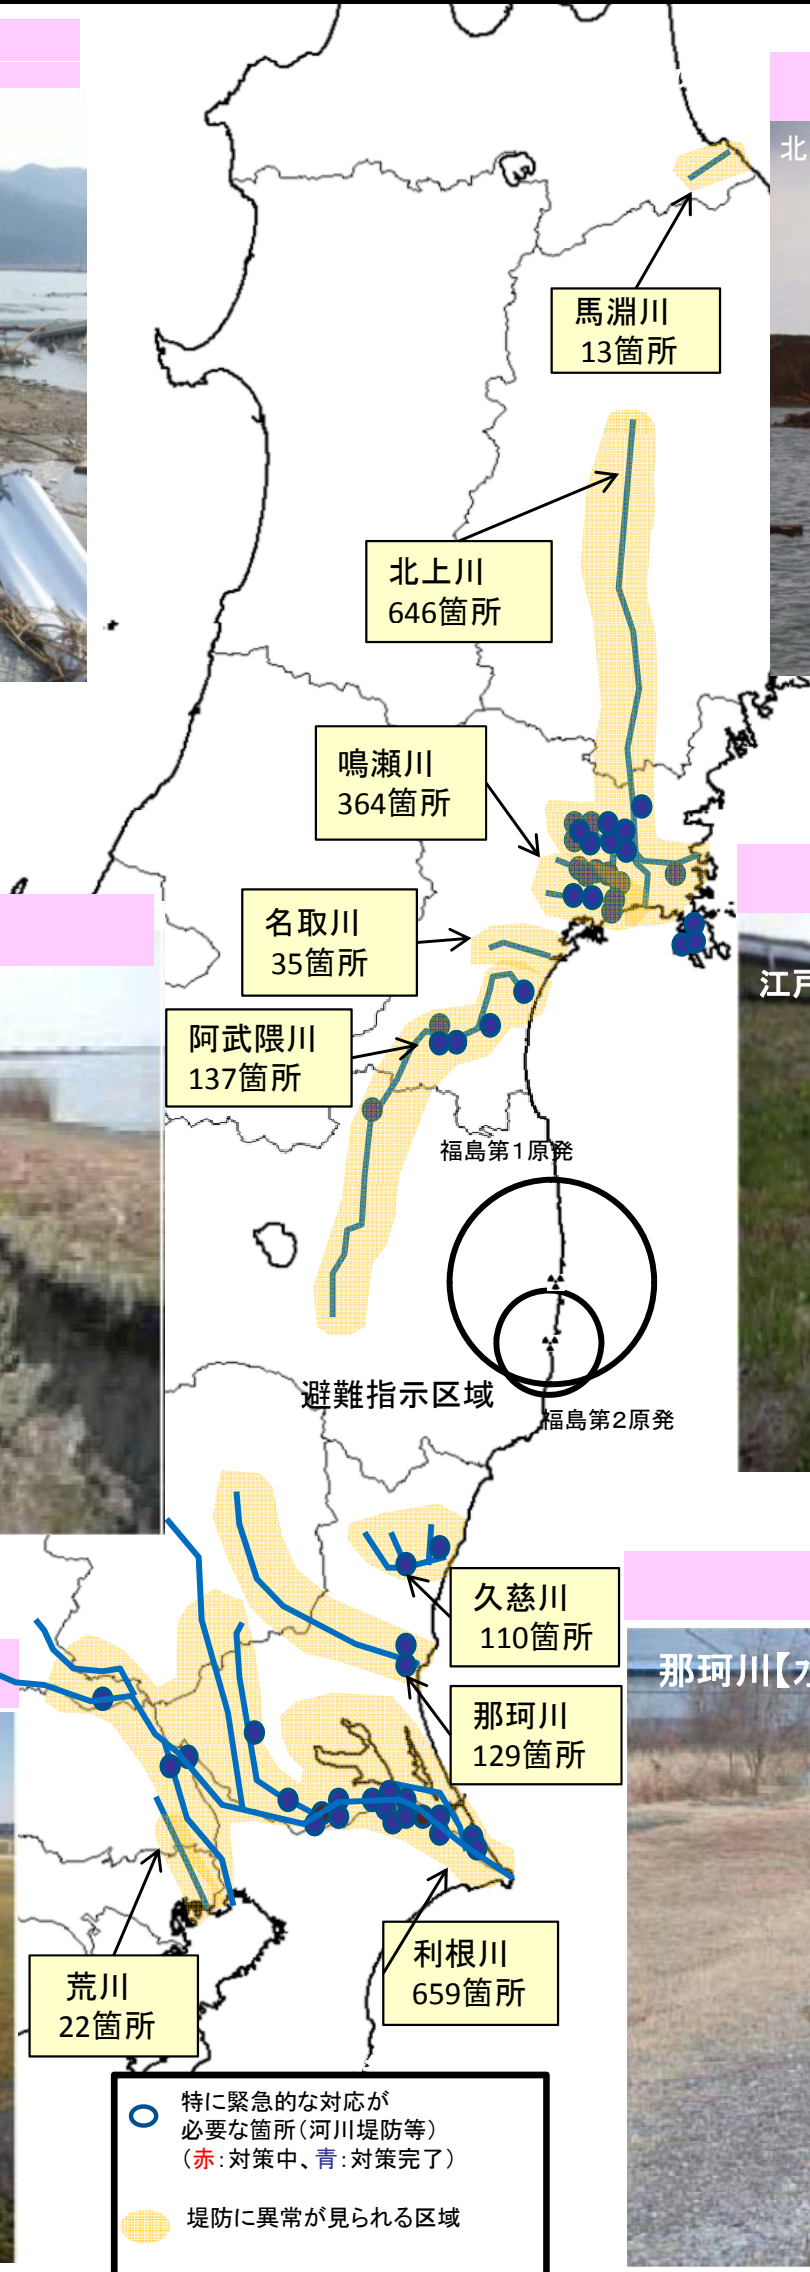 北
馬淵川
13箇所
北上川
646箇所
鳴瀬川
364箇所
名取川
35箇所
江戸
阿武隈川
137箇所
福島第1原発
避難指示区域
福島第2原発
久慈川
110箇所
那珂川【
那珂川
129箇所
利根川
659箇所
荒川
22箇所
特に緊急的な対応が
必要な箇所(河川堤防等)
(赤:対策中、青:対策完了)
堤防に異常が見られる区域